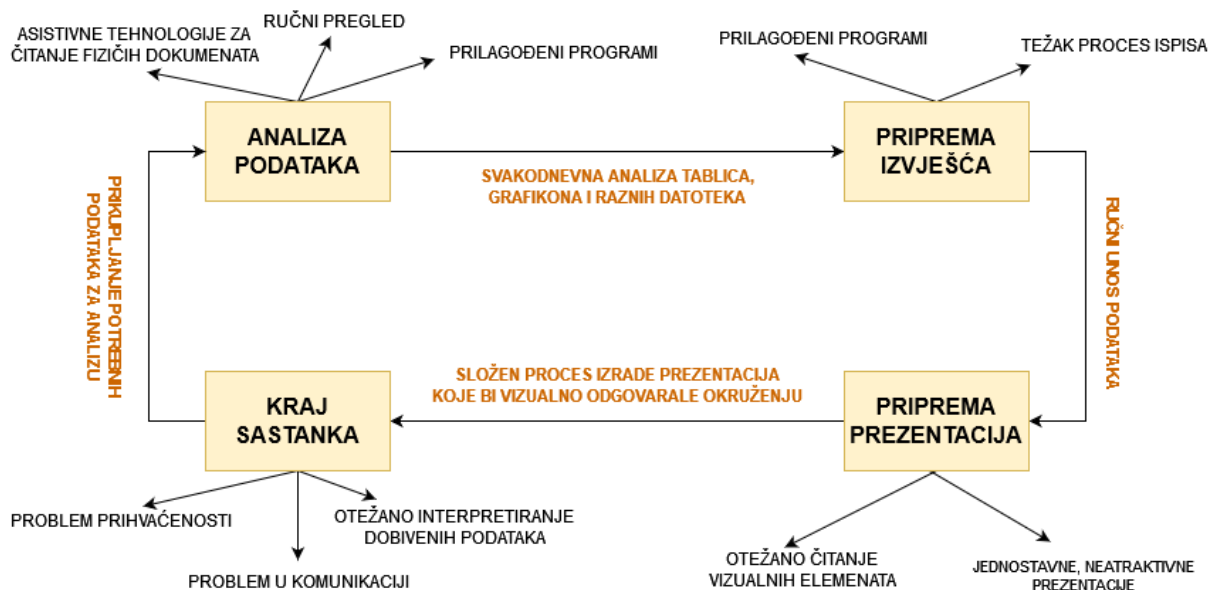 ASISTIVNE TEHNOLOGIJE ZA
ČITANJE FIZIČIH DOKUMENATA
RUČNI PREGLED
PRILAGOĐENI PROGRAMI
PRILAGOĐENI PROGRAMI
TEŽAK PROCES ISPISA
ANALIZA
PODATAKA
SVAKODNEVNA ANALIZA TABLICA,
GRAFIKONA I RAZNIH DATOTEKA
PRIPREMA
IZVJEŠĆA
RUČNI UNOS PODATAKA
PRIPREMA
PREZENTACIJA
SLOŽEN PROCES IZRADE PREZENTACIJA
KOJE BI VIZUALNO ODGOVARALE OKRUŽENJU
KRAJ
SASTANKA
PRIKUPLJANJE POTREBNIH
PODATAKA ZA ANALIZU
PROBLEM PRIHVAĆENOSTI
PROBLEM U KOMUNIKACIJI
OTEŽANO INTERPRETIRANJE
DOBIVENIH PODATAKA
OTEŽANO ČITANJE
VIZUALNIH ELEMENATA
JEDNOSTAVNE, NEATRAKTIVNE
PREZENTACIJE